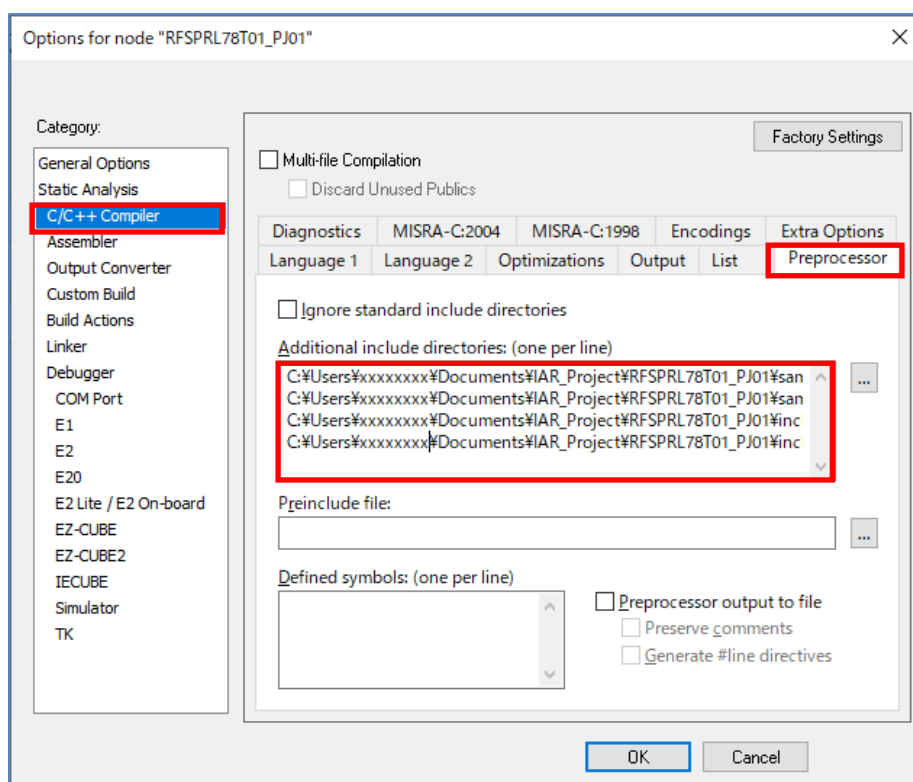 Options for node "RFSPRL78T01_PJ01"
Category:
General Options
Static Analysis
C/C++ Compiler
Assembler
Output Converter
Custom Build
Build Actions
Linker
Debugger
COM Port
E1
E2
E20
E2 Lite / E2 On-board
EZ-CUBE
EZ-CUBE2
IECUBE
Simulator
TK
Factory Settings
Multi-file Compilation
Discard Unused Publics
Diagnostics MISRA-C:2004 MISRA-C:1998 Encodings Extra Options
Language 1 Language 2 Optimizations Output List Preprocessor
Ignore standard include directories
Additional include directories: (one per line)
C:¥Users¥xxxxxxxx¥Documents¥IAR_Project¥RFSPRL78T01_PJ01¥san
C:¥Users¥xxxxxxxx¥Documents¥IAR_Project¥RFSPRL78T01_PJ01¥san
C:¥Users¥xxxxxxxx¥Documents¥IAR_Project¥RFSPRL78T01_PJ01¥inc
C:¥Users¥xxxxxxxx¥Documents¥IAR_Project¥RFSPRL78T01_PJ01¥inc
...
Preinclude file:
...
Defined symbols: (one per line)
Preprocessor output to file
Preserve comments
Generate #line directives
OK Cancel